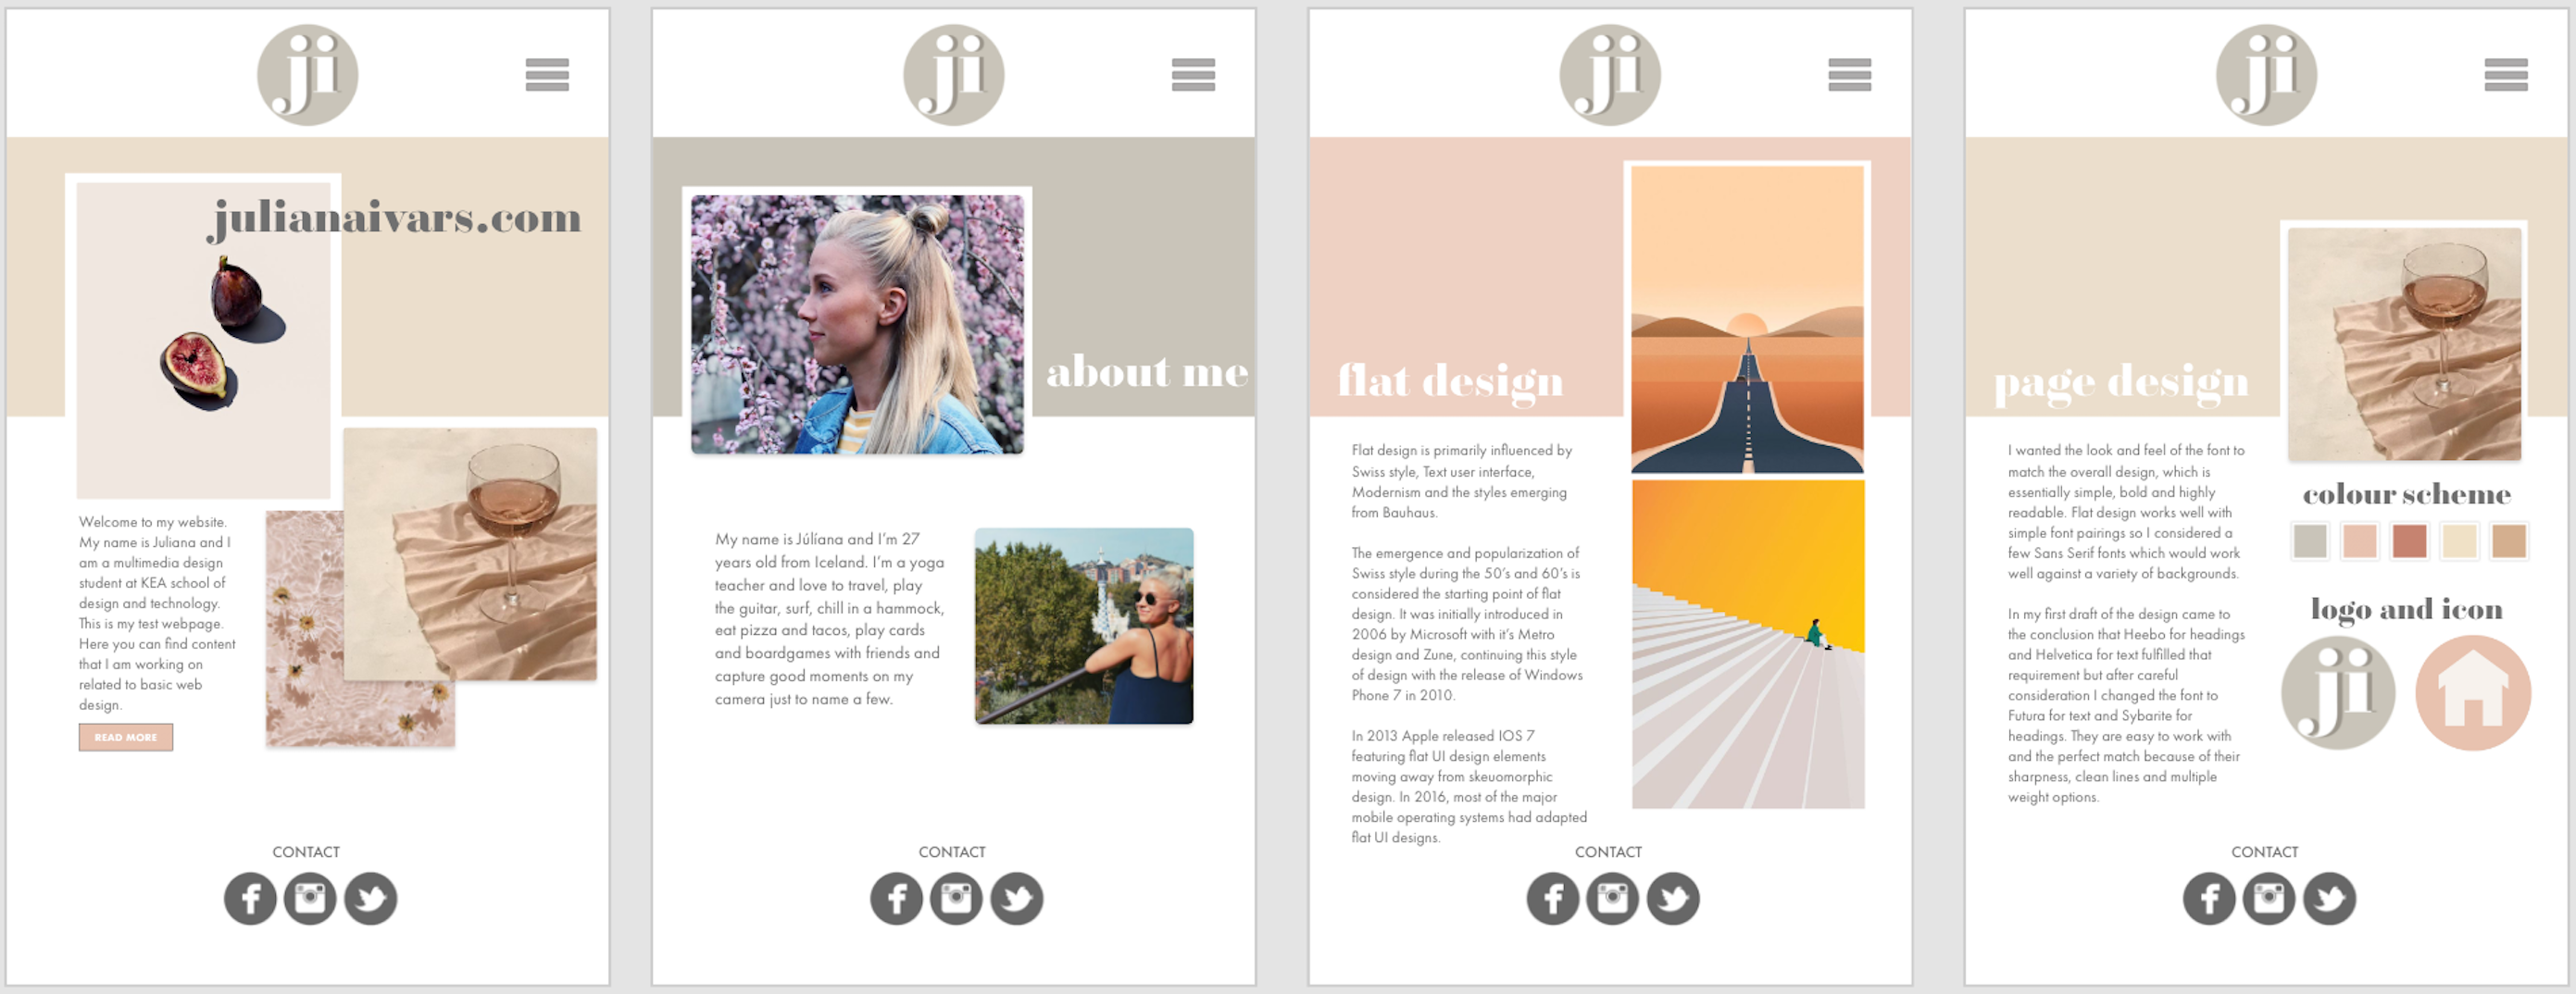 ji
julianaivars.com
Welcome to my website.
My name is Juliana and I
am a multimedia design
student at KEA school of
design and technology.
This is my test webpage.
Here you can find content
that I am working on
related to basic web
design.
READ MORE
CONTACT
ji
about me
My name is Júlíana and I'm 27
years old from Iceland. I'm a yoga
teacher and love to travel, play
the guitar, surf, chill in a hammock,
eat pizza and tacos, play cards
and boardgames with friends and
capture good moments on my
camera just to name a few.
CONTACT
ji
flat design
Flat design is primarily influenced by
Swiss style, Text user interface,
Modernism and the styles emerging
from Bauhaus.
The emergence and popularization of
Swiss style during the 50's and 60's is
considered the starting point of flat
design. It was initially introduced in
2006 by Microsoft with it's Metro
design and Zune, continuing this style
of design with the release of Windows
Phone 7 in 2010.
In 2013 Apple released IOS 7
featuring flat UI design elements
moving away from skeuomorphic
design. In 2016, most of the major
mobile operating systems had adapted
flat UI designs.
CONTACT
ji
page design
I wanted the look and feel of the font to
match the overall design, which is
essentially simple, bold and highly
readable. Flat design works well with
simple font pairings so I considered a
few Sans Serif fonts which would work
well against a variety of backgrounds.
In my first draft of the design came to
the conclusion that Heebo for headings
and Helvetica for text fulfilled that
requirement but after careful
consideration I changed the font to
Futura for text and Sybarite for
headings. They are easy to work with
and the perfect match because of their
sharpness, clean lines and multiple
weight options.
colour scheme
logo and icon
ji
CONTACT